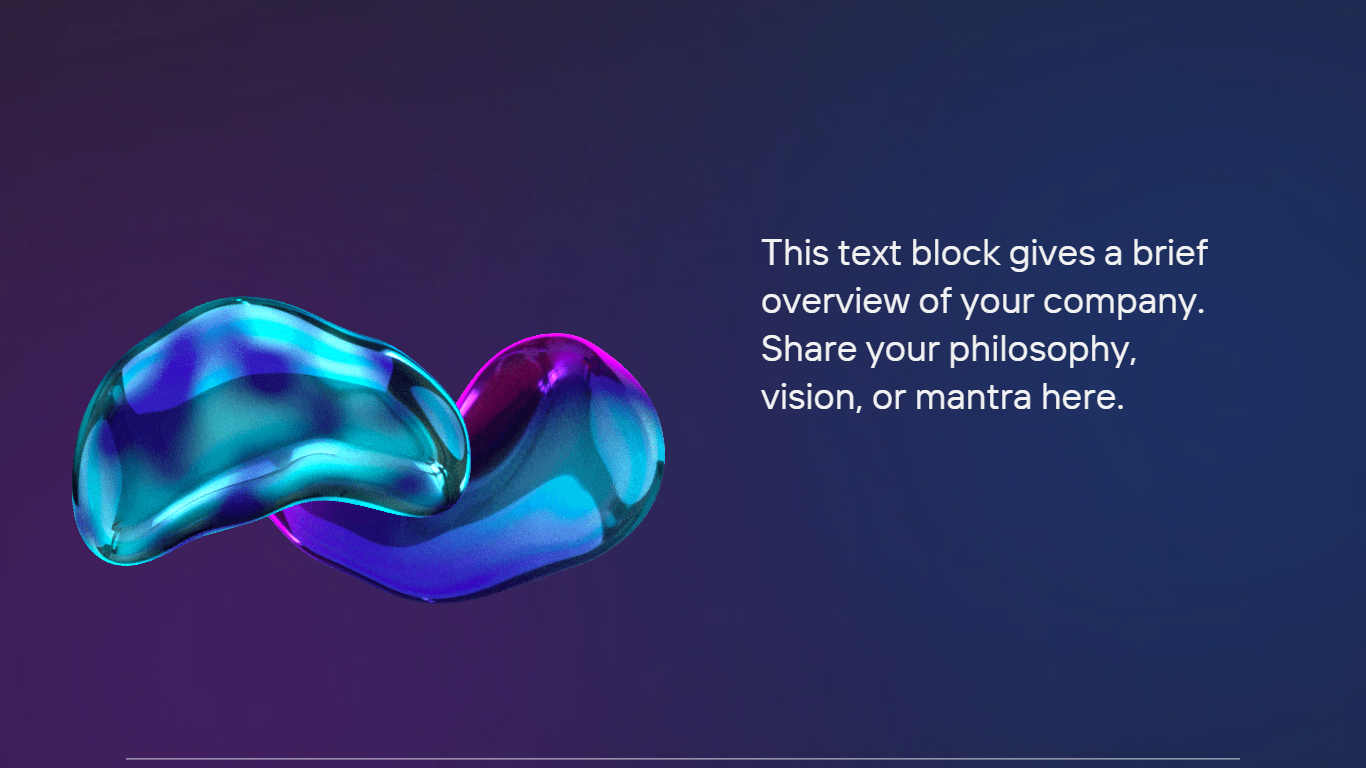 This text block gives a brief
overview of your company.
Share your philosophy,
vision, or mantra here.